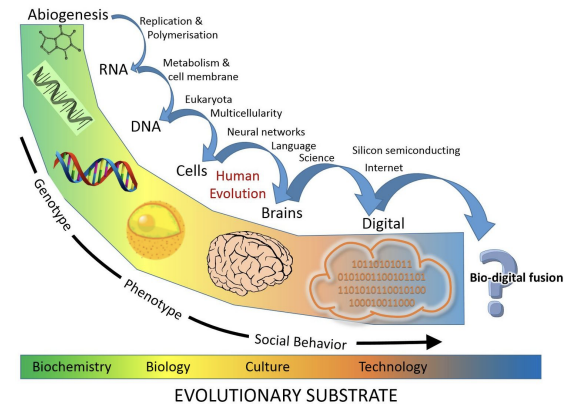 Abiogenesis
Replication &
Polymerisation
RNA
Metabolism &
cell membrane
DNA
Eukaryota
Multicellularity
Cells
Neural networks
Language
Science
Human
Evolution
Brains
Silicon semiconducting
Internet
Digital
Bio-digital fusion
?
10110101011
0101001100101101
1101010110010100
100010011000
Genotype
Phenotype
Social Behavior
Biochemistry Biology Culture Technology
EVOLUTIONARY SUBSTRATE